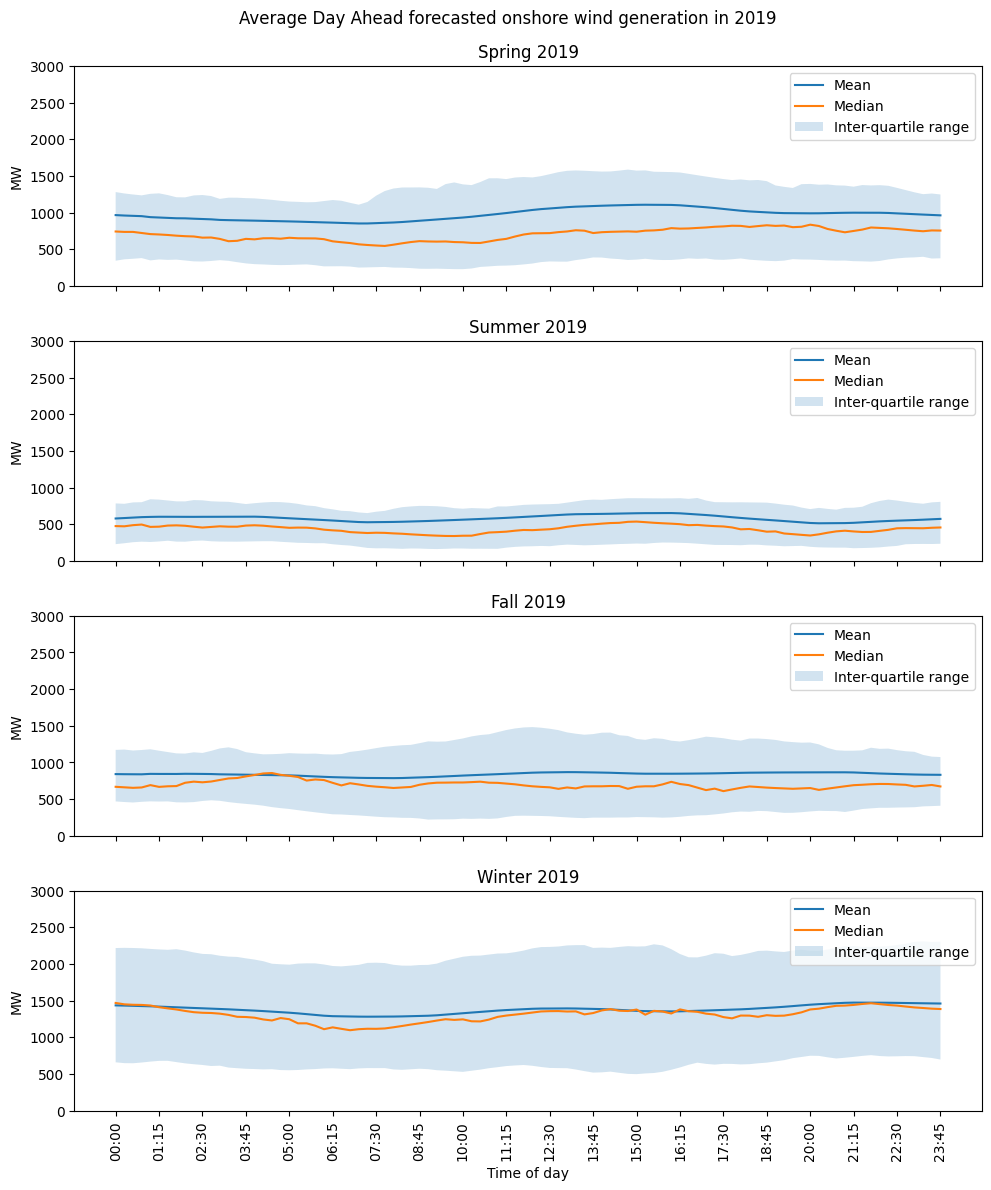 Average Day Ahead forecasted onshore wind generation in 2019
Spring 2019
3000
2500
2000
1500
1000
500
0
MW
Mean
Median
Inter-quartile range
Summer 2019
3000
2500
2000
1500
1000
500
0
MW
Mean
Median
Inter-quartile range
Fall 2019
3000
2500
2000
1500
1000
500
0
MW
Mean
Median
Inter-quartile range
Winter 2019
3000
2500
2000
1500
1000
500
0
MW
Mean
Median
Inter-quartile range
00:00
01:15
02:30
03:45
05:00
06:15
07:30
08:45
10:00
11:15
12:30
13:45
15:00
16:15
17:30
18:45
20:00
21:15
22:30
23:45
Time of day